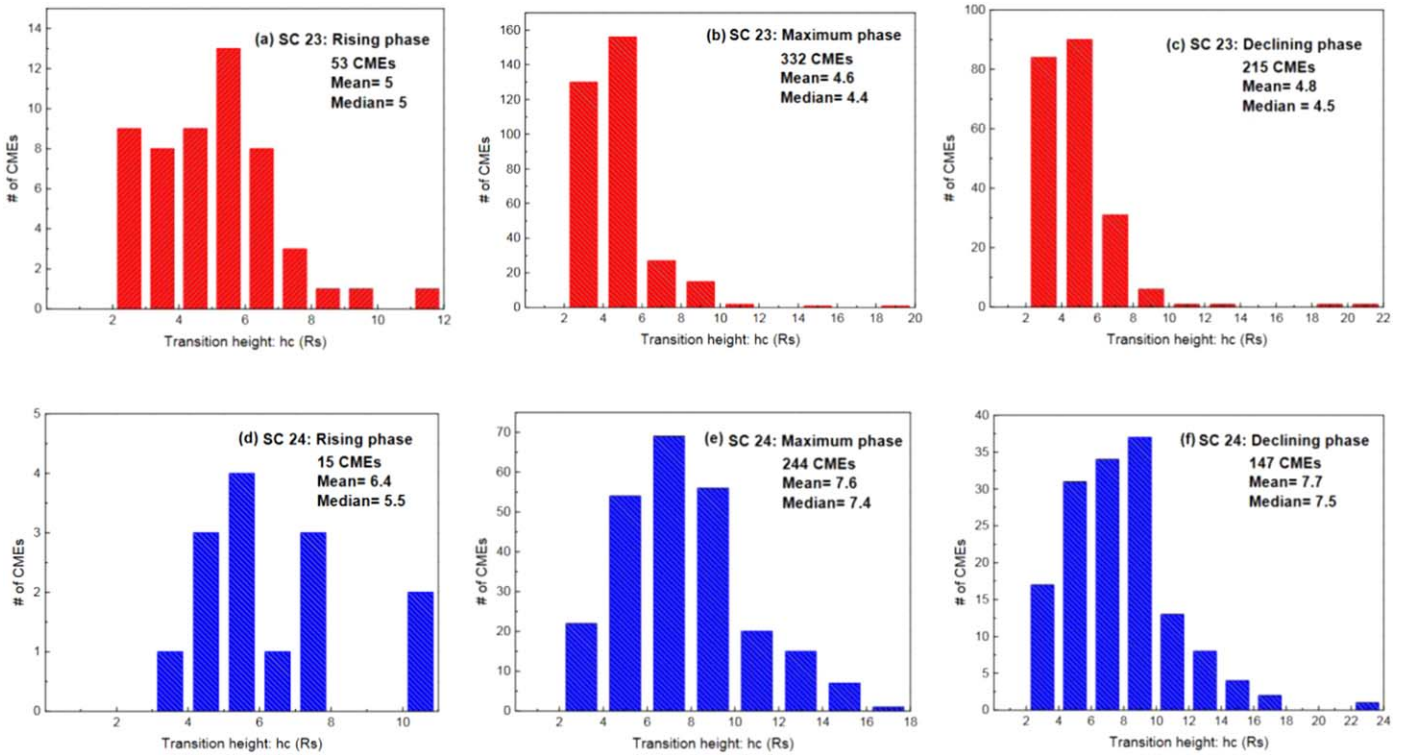 14
12
10
8
6
4
2
0
# of CMEs
(a) SC 23: Rising phase
53 CMEs
Mean= 5
Median= 5
2 4 6 8 10 12
Transition height: hc (Rs)
160
140
120
100
80
60
40
20
0
# of CMEs
(b) SC 23: Maximum phase
332 CMEs
Mean= 4.6
Median= 4.4
2 4 6 8 10 12 14 16 18 20
Transition height: hc (Rs)
100
80
60
40
20
0
# of CMEs
(c) SC 23: Declining phase
215 CMEs
Mean= 4.8
Median = 4.5
2 4 6 8 10 12 14 16 18 20 22
Transition height: hc (Rs)
5
4
3
2
1
0
# of CMEs
(d) SC 24: Rising phase
15 CMEs
Mean= 6.4
Median= 5.5
2 4 6 8 10
Transition height: hc (Rs)
70
60
50
40
30
20
10
0
# of CMEs
(e) SC 24: Maximum phase
244 CMEs
Mean= 7.6
Median= 7.4
2 4 6 8 10 12 14 16 18
Transition height: hc (Rs)
40
35
30
25
20
15
10
5
0
# of CMEs
(f) SC 24: Declining phase
147 CMEs
Mean= 7.7
Median= 7.5
2 4 6 8 10 12 14 16 18 20 22 24
Transition height: hc (Rs)